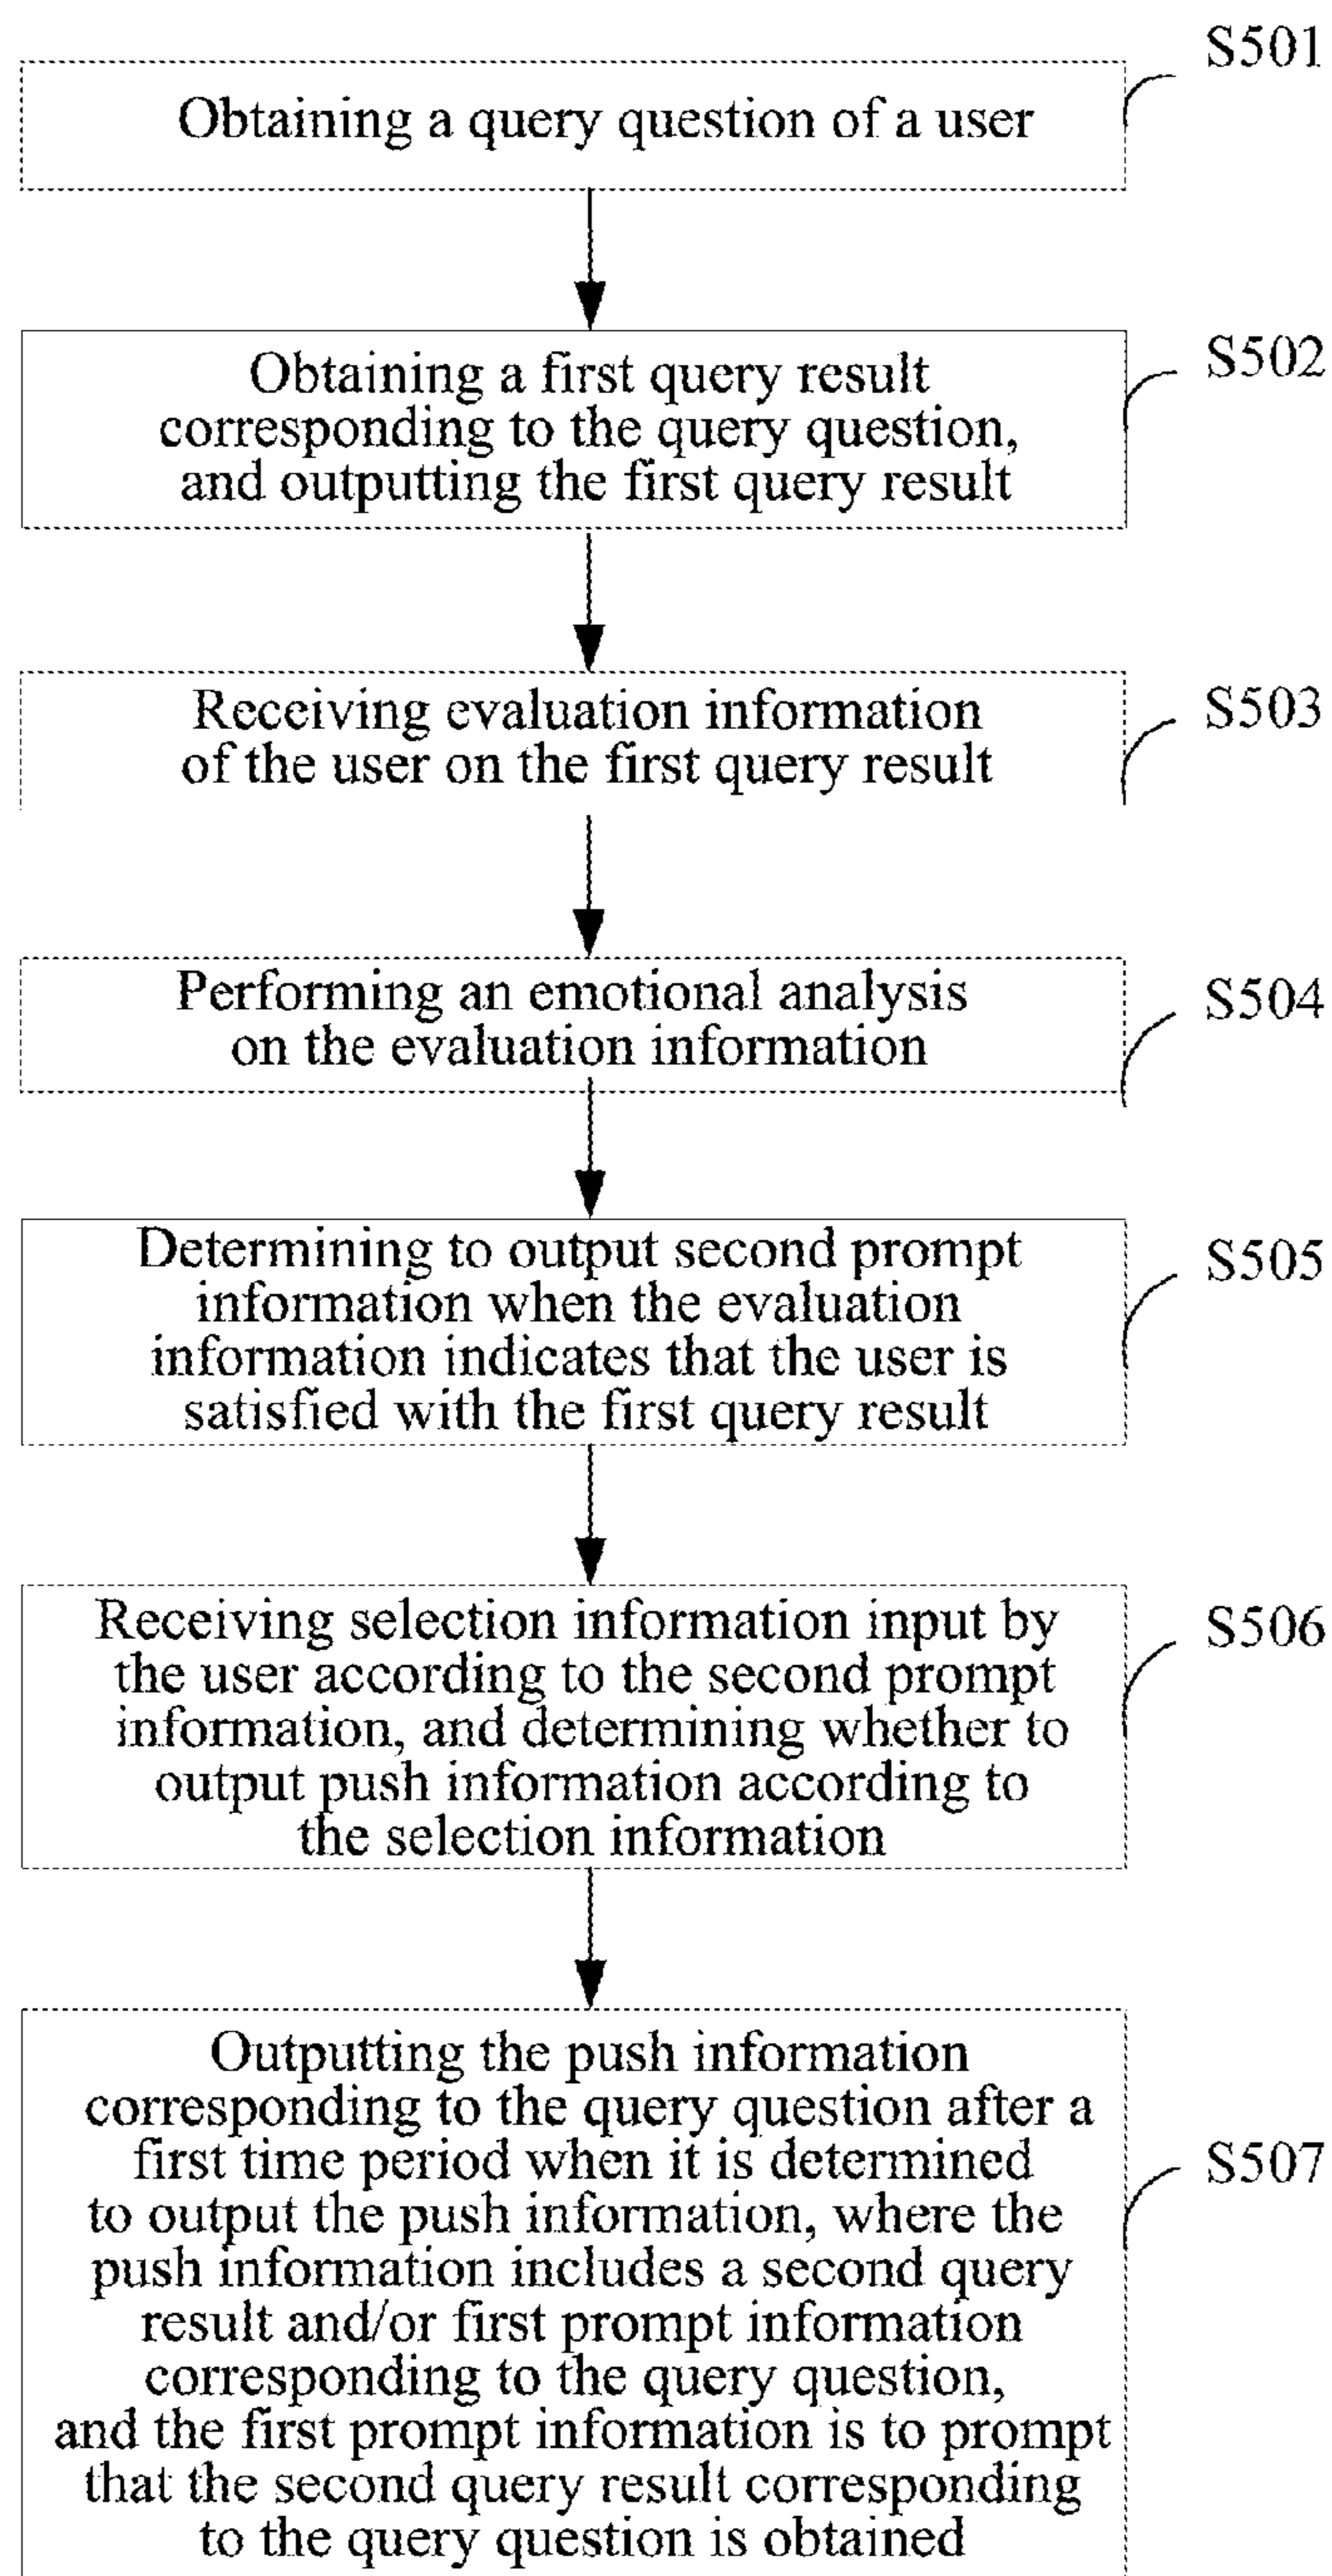 S501
Obtaining a query question of a user
S502
Obtaining a first query result
corresponding to the query question,
and outputting the first query result
S503
Receiving evaluation information
of the user on the first query result
S504
Performing an emotional analysis
on the evaluation information
S505
Determining to output second prompt
information when the evaluation
information indicates that the user is
satisfied with the first query result
S506
Receiving selection information input by
the user according to the second prompt
information, and determining whether to
output push information according to
the selection information
S507
Outputting the push information
corresponding to the query question after a
first time period when it is determined
to output the push information, where the
push information includes a second query
result and/or first prompt information
corresponding to the query question,
and the first prompt information is to prompt
that the second query result corresponding
to the query question is obtained